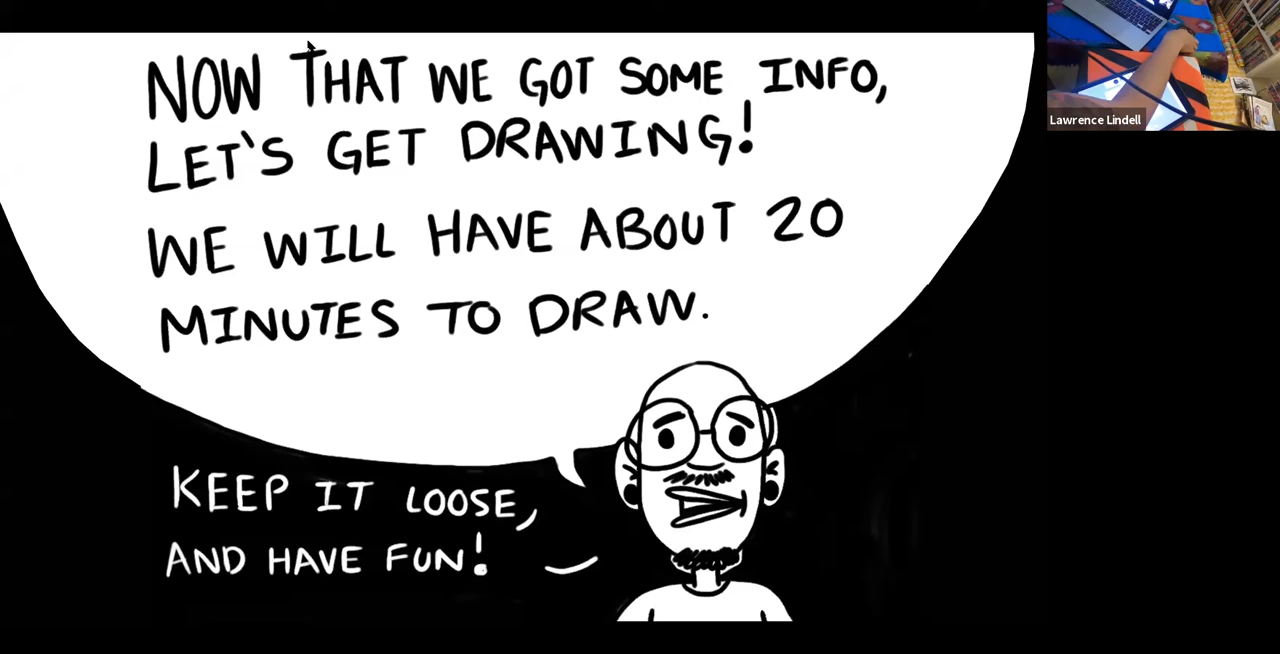 NOW THAT WE GOT SOME INFO,
LET'S GET DRAWING!
WE WILL HAVE ABOUT 20
MINUTES TO DRAW.
KEEP IT LOOSE,
AND HAVE FUN!
Lawrence Lindell